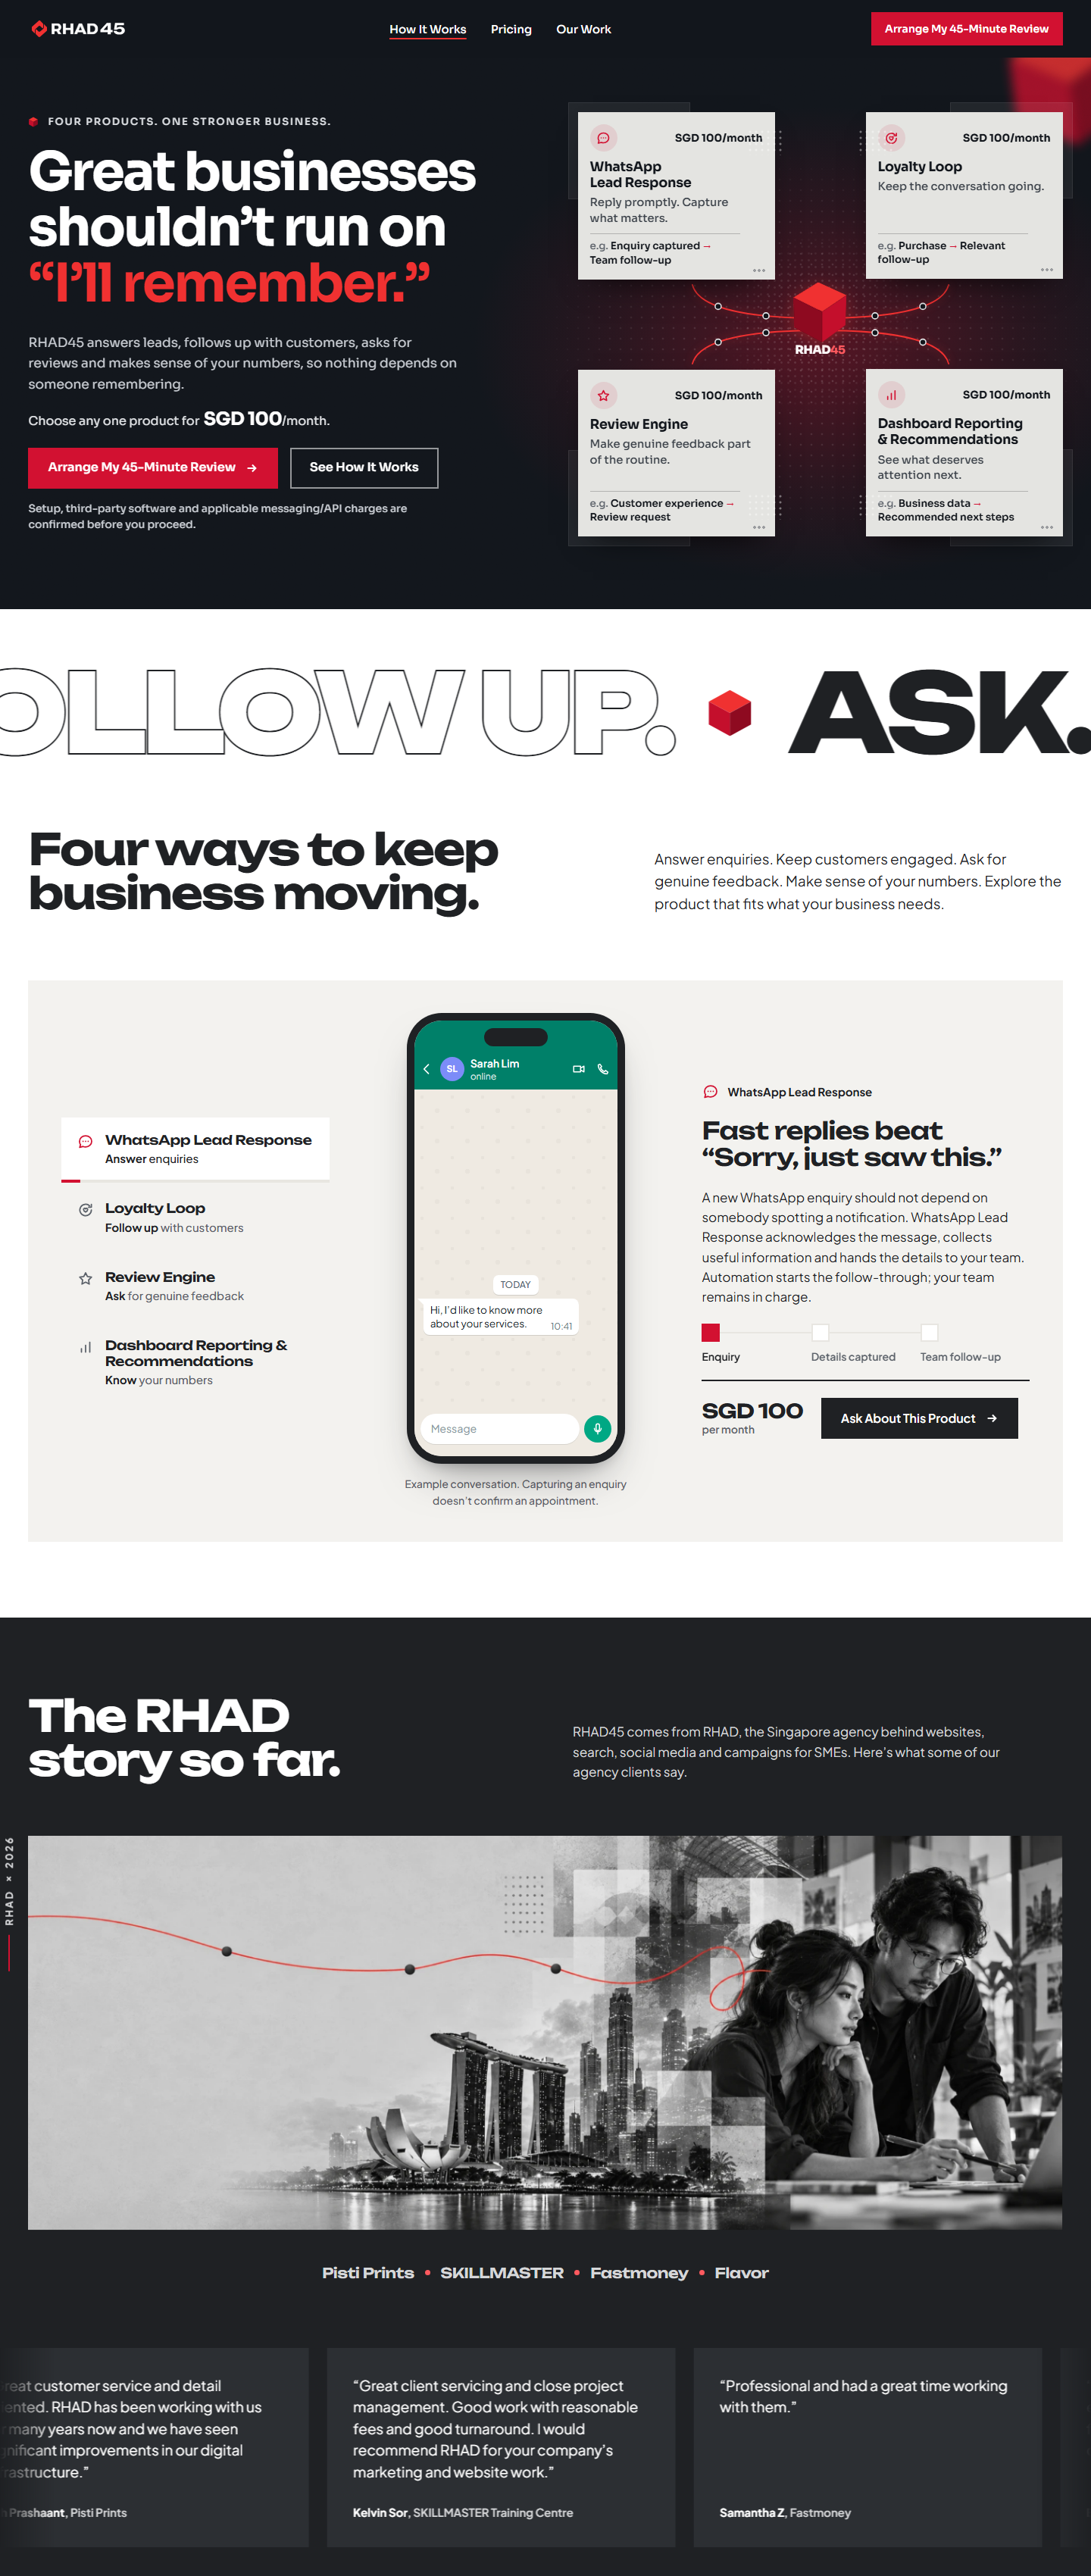 RHAD45
How It Works
Pricing
Our Work
Arrange My 45-Minute Review
FOUR PRODUCTS. ONE STRONGER BUSINESS.
Great businesses
shouldn’t run on
“I’ll remember.”
RHAD45 answers leads, follows up with customers, asks for
reviews and makes sense of your numbers, so nothing depends on
someone remembering.
Choose any one product for SGD 100/month.
Arrange My 45-Minute Review →
See How It Works
Setup, third-party software and applicable messaging/API charges are
confirmed before you proceed.
SGD 100/month
WhatsApp
Lead Response
Reply promptly. Capture
what matters.
e.g. Enquiry captured →
Team follow-up
SGD 100/month
Loyalty Loop
Keep the conversation going.
e.g. Purchase → Relevant
follow-up
RHAD45
SGD 100/month
Review Engine
Make genuine feedback part
of the routine.
e.g. Customer experience →
Review request
SGD 100/month
Dashboard Reporting
& Recommendations
See what deserves
attention next.
e.g. Business data →
Recommended next steps
OLLOW UP. ASK.
Four ways to keep
business moving.
Answer enquiries. Keep customers engaged. Ask for
genuine feedback. Make sense of your numbers. Explore the
product that fits what your business needs.
WhatsApp Lead Response
Answer enquiries
Loyalty Loop
Follow up with customers
Review Engine
Ask for genuine feedback
Dashboard Reporting &
Recommendations
Know your numbers
SL
Sarah Lim
online
TODAY
Hi, I’d like to know more
about your services. 10:41
Message
Example conversation. Capturing an enquiry
doesn’t confirm an appointment.
WhatsApp Lead Response
Fast replies beat
“Sorry, just saw this.”
A new WhatsApp enquiry should not depend on
somebody spotting a notification. WhatsApp Lead
Response acknowledges the message, collects
useful information and hands the details to your team.
Automation starts the follow-through; your team
remains in charge.
Enquiry
Details captured
Team follow-up
SGD 100
per month
Ask About This Product →
The RHAD
story so far.
RHAD45 comes from RHAD, the Singapore agency behind websites,
search, social media and campaigns for SMEs. Here’s what some of our
agency clients say.
RHAD × 2026
Pisti Prints • SKILLMASTER • Fastmoney • Flavor
reat customer service and detail
ented. RHAD has been working with us
many years now and we have seen
gnificant improvements in our digital
rastructure.”
Prashaant, Pisti Prints
“Great client servicing and close project
management. Good work with reasonable
fees and good turnaround. I would
recommend RHAD for your company’s
marketing and website work.”
Kelvin Sor, SKILLMASTER Training Centre
“Professional and had a great time working
with them.”
Samantha Z, Fastmoney